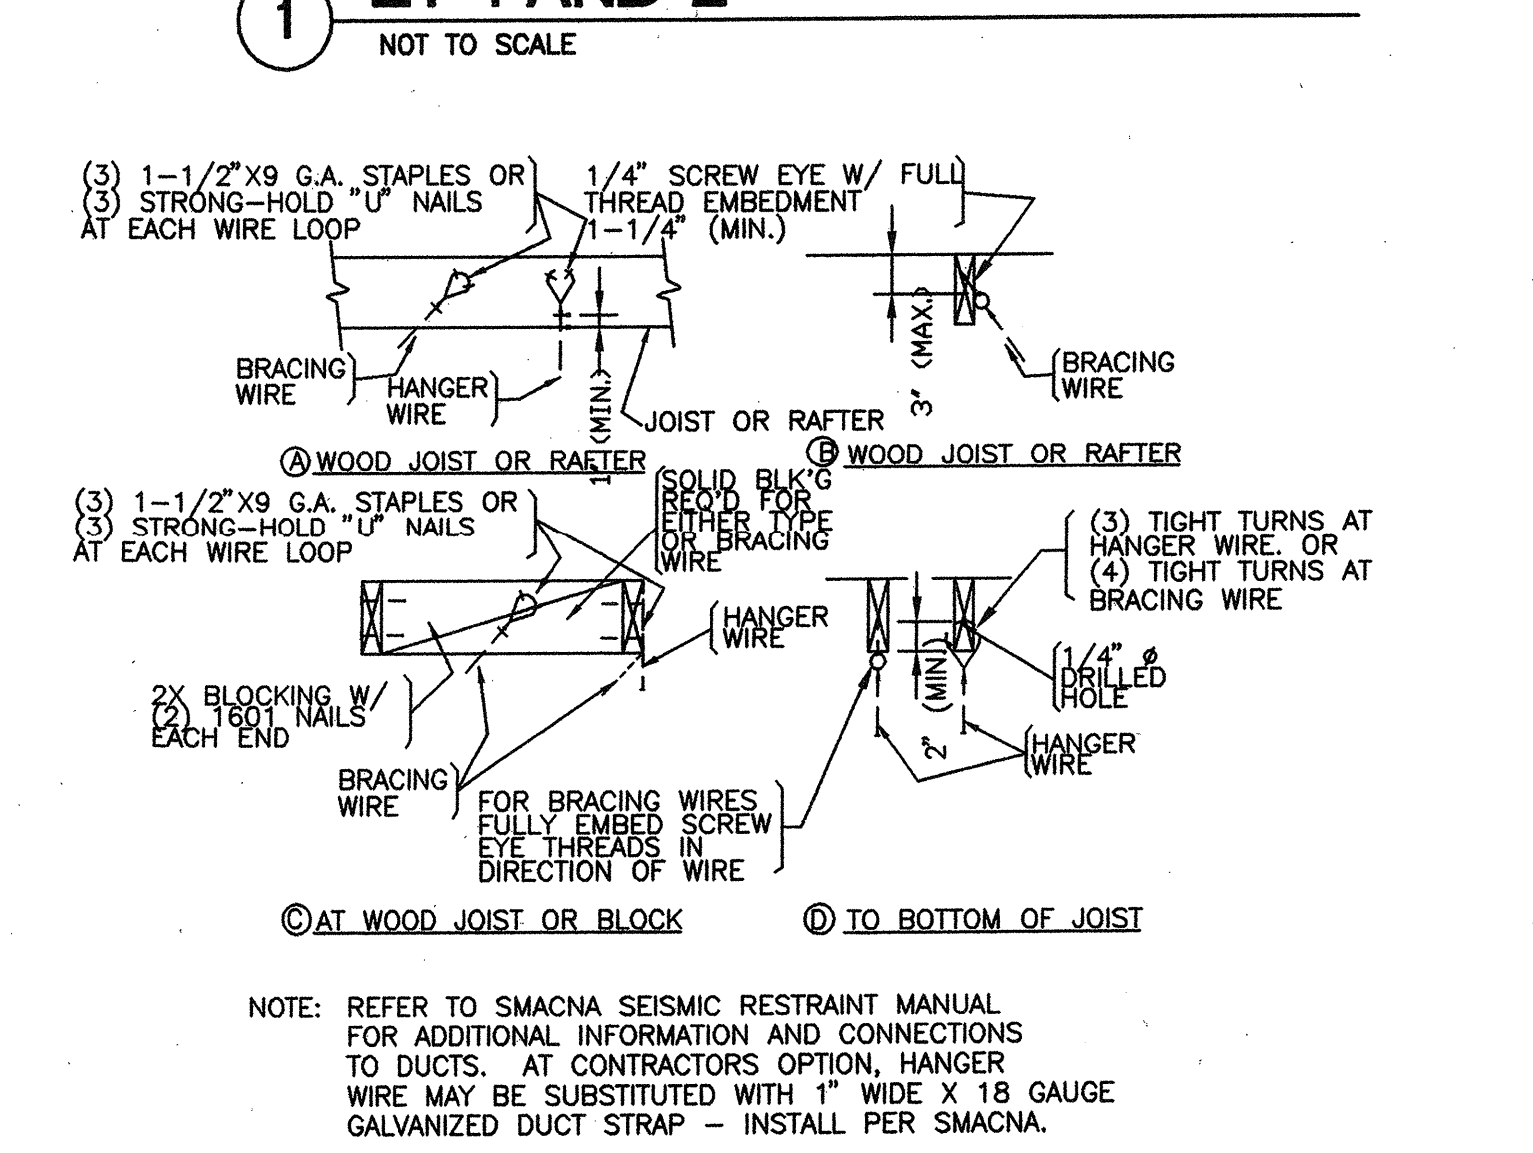 1
NOT TO SCALE
(3) 1-1/2"X9 G.A. STAPLES OR
(3) STRONG-HOLD "U" NAILS
AT EACH WIRE LOOP
1/4" SCREW EYE W/ FULL
THREAD EMBEDMENT
1-1/4" (MIN.)
BRACING
WIRE
HANGER
WIRE
1" (MIN.)
JOIST OR RAFTER
3" (MAX.)
BRACING
WIRE
A WOOD JOIST OR RAFTER
B WOOD JOIST OR RAFTER
(3) 1-1/2"X9 G.A. STAPLES OR
(3) STRONG-HOLD "U" NAILS
AT EACH WIRE LOOP
SOLID BLK'G
REQ'D FOR
EITHER TYPE
OR BRACING
WIRE
(3) TIGHT TURNS AT
HANGER WIRE. OR
(4) TIGHT TURNS AT
BRACING WIRE
HANGER
WIRE
2X BLOCKING W/
(2) 1601 NAILS
EACH END
BRACING
WIRE
2" (MIN.)
1/4" ø
DRILLED
HOLE
HANGER
WIRE
FOR BRACING WIRES
FULLY EMBED SCREW
EYE THREADS IN
DIRECTION OF WIRE
C AT WOOD JOIST OR BLOCK
D TO BOTTOM OF JOIST
NOTE: REFER TO SMACNA SEISMIC RESTRAINT MANUAL
FOR ADDITIONAL INFORMATION AND CONNECTIONS
TO DUCTS. AT CONTRACTORS OPTION, HANGER
WIRE MAY BE SUBSTITUTED WITH 1" WIDE X 18 GAUGE
GALVANIZED DUCT STRAP - INSTALL PER SMACNA.